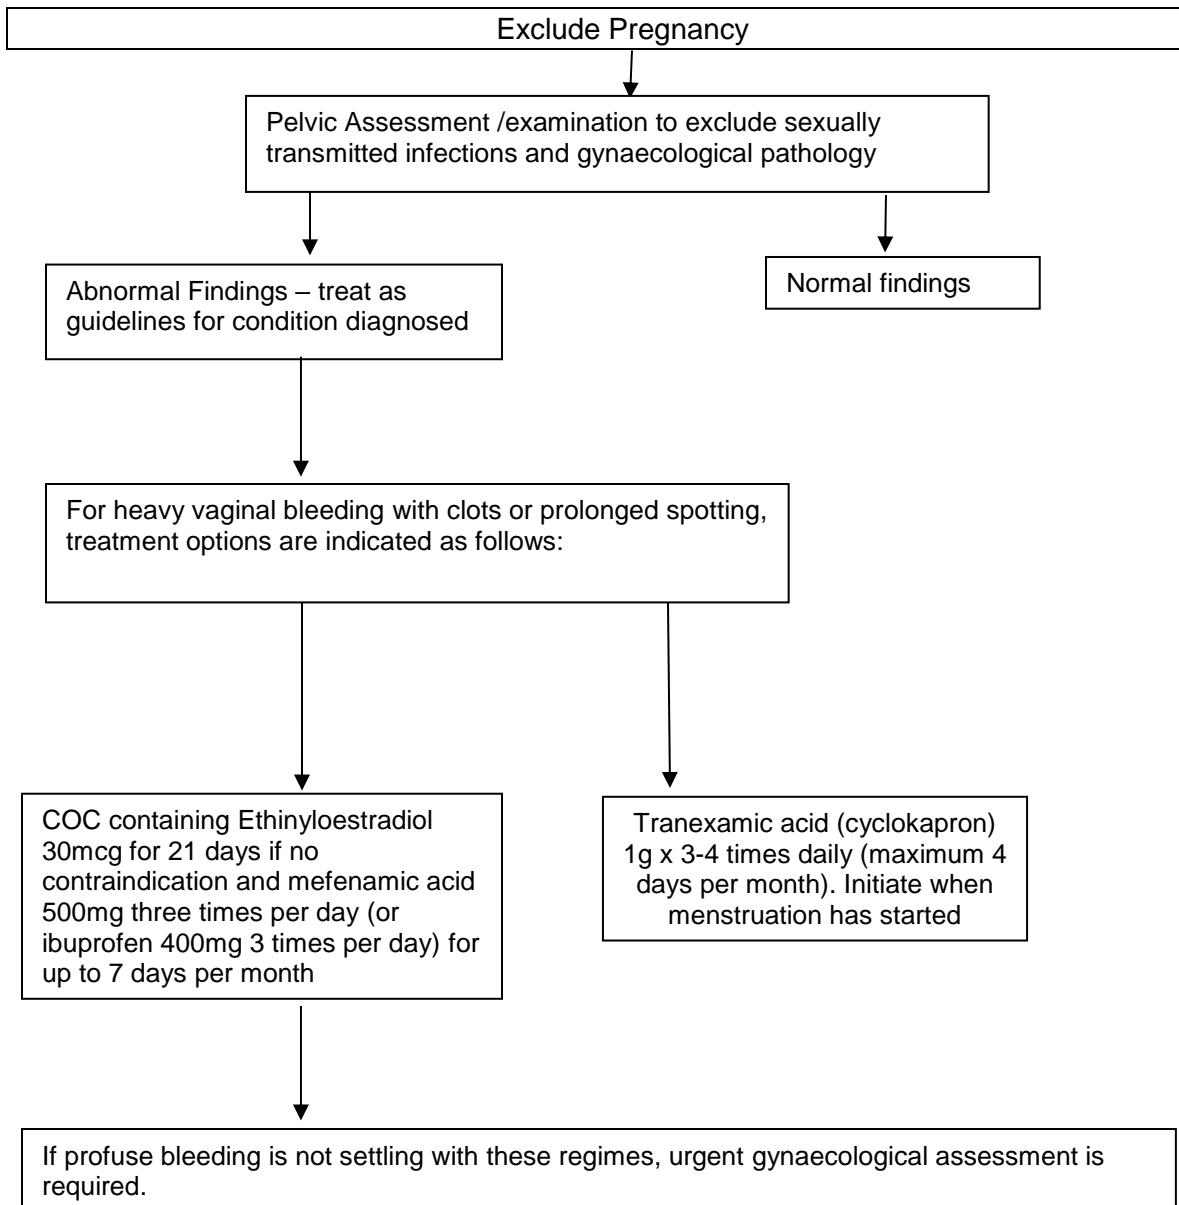 Exclude Pregnancy
Pelvic Assessment /examination to exclude sexually
transmitted infections and gynaecological pathology
Abnormal Findings – treat as
guidelines for condition diagnosed
Normal findings
For heavy vaginal bleeding with clots or prolonged spotting,
treatment options are indicated as follows:
COC containing Ethinyloestradiol
30mcg for 21 days if no
contraindication and mefenamic acid
500mg three times per day (or
ibuprofen 400mg 3 times per day) for
up to 7 days per month
Tranexamic acid (cyclokapron)
1g x 3-4 times daily (maximum 4
days per month). Initiate when
menstruation has started
If profuse bleeding is not settling with these regimes, urgent gynaecological assessment is
required.